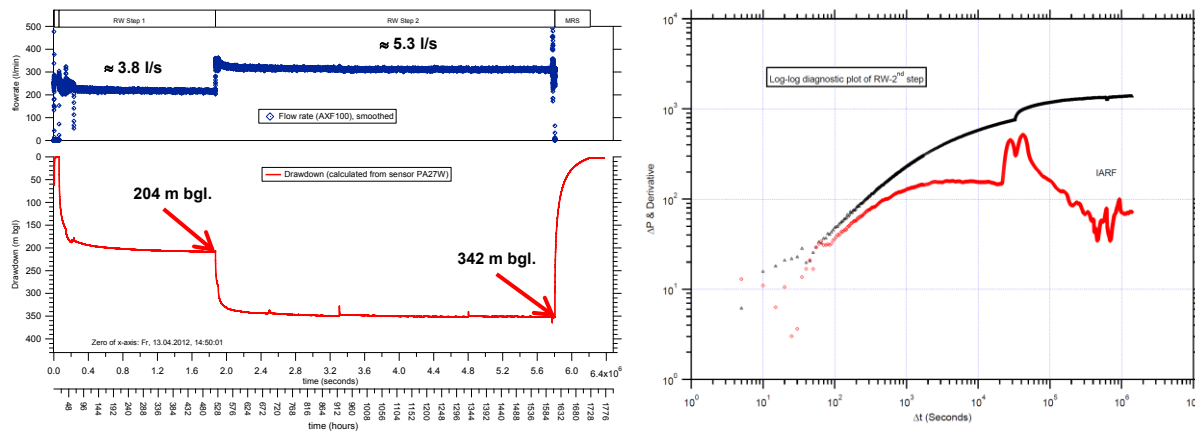 RW Step 1
RW Step 2
MRS
500
400
300
200
100
0
flowrate (l/min)
≈ 3.8 l/s
≈ 5.3 l/s
Flow rate (AXF100), smoothed
0
50
100
150
200
250
300
350
400
Drawdown (m bgl)
Drawdown (calculated from sensor PA27W)
204 m bgl.
342 m bgl.
Zero of x-axis: Fr, 13.04.2012, 14:50:01
0.0 0.4 0.8 1.2 1.6 2.0 2.4 2.8 3.2 3.6 4.0 4.4 4.8 5.2 5.6 6.0 6.4x10⁶
time (seconds)
48 96 144 192 240 288 336 384 432 480 528 576 624 672 720 768 816 864 912 960 1008 1056 1104 1152 1200 1248 1296 1344 1392 1440 1488 1536 1584 1632 1680 1728 1776
time (hours)
Log-log diagnostic plot of RW-2nd step
IARF
10⁴
10³
10²
10¹
10⁰
ΔP & Derivative
10⁰ 10¹ 10² 10³ 10⁴ 10⁵ 10⁶
Δt (Seconds)